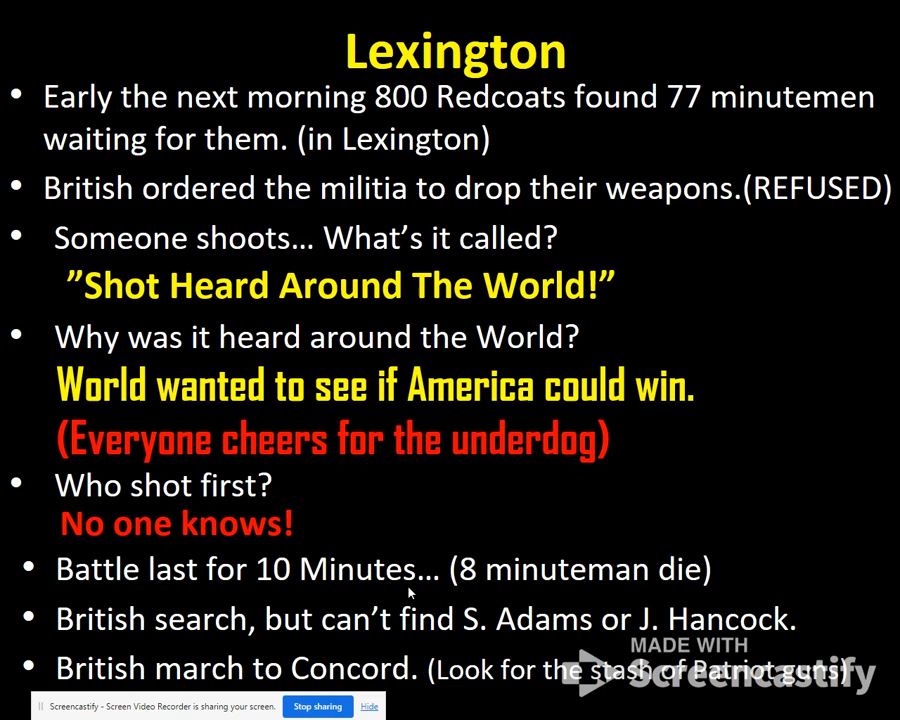 Lexington
• Early the next morning 800 Redcoats found 77 minutemen
waiting for them. (in Lexington)
• British ordered the militia to drop their weapons.(REFUSED)
• Someone shoots... What's it called?
"Shot Heard Around The World!"
• Why was it heard around the World?
World wanted to see if America could win.
(Everyone cheers for the underdog)
• Who shot first?
No one knows!
• Battle last for 10 Minutes... (8 minuteman die)
• British search, but can't find S. Adams or J. Hancock.
• British march to Concord. (Look for the stash of Patriot guns)
MADE WITH
Screencastify
Screencastify - Screen Video Recorder is sharing your screen. Stop sharing Hide